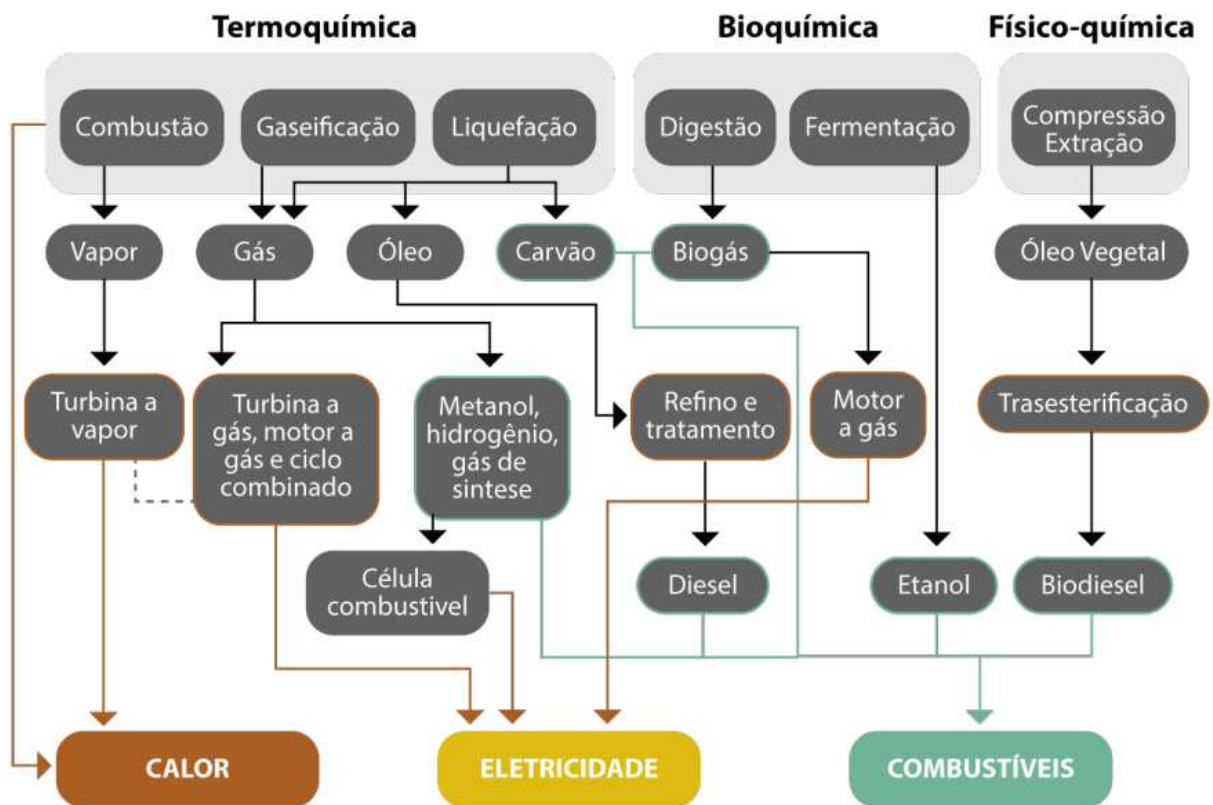 Termoquímica
Bioquímica
Físico-química
Combustão
Gaseificação
Liquefação
Digestão
Fermentação
Compressão
Extração
Vapor
Gás
Óleo
Carvão
Biogás
Óleo Vegetal
Turbina a
vapor
Turbina a
gás, motor a
gás e ciclo
combinado
Metanol,
hidrogênio,
gás de
sintese
Refino e
tratamento
Motor
a gás
Trasesterificação
Célula
combustivel
Diesel
Etanol
Biodiesel
CALOR
ELETRICIDADE
COMBUSTÍVEIS